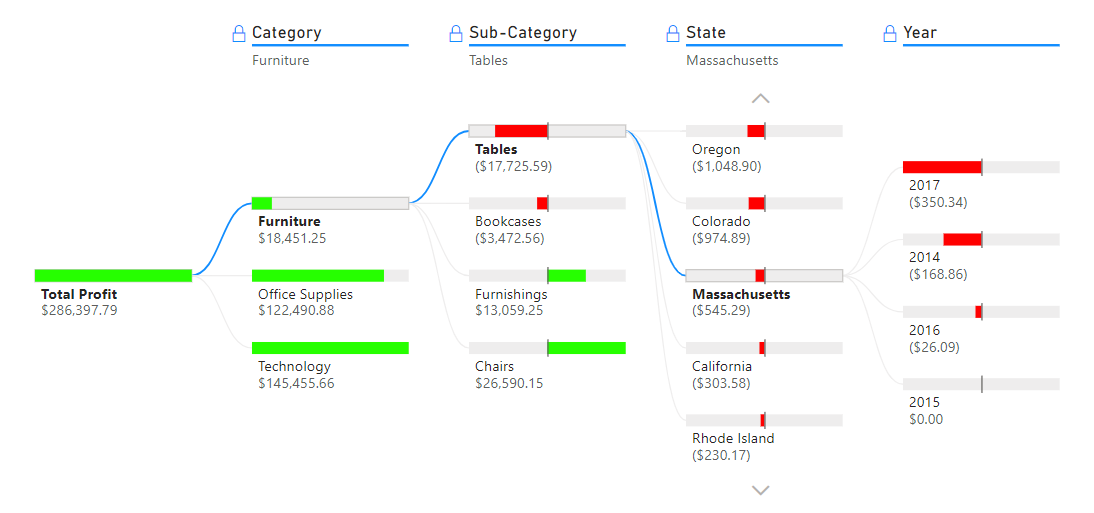 Category
Furniture
Sub-Category
Tables
State
Massachusetts
Year
Total Profit
$286,397.79
Furniture
$18,451.25
Office Supplies
$122,490.88
Technology
$145,455.66
Tables
($17,725.59)
Bookcases
($3,472.56)
Furnishings
$13,059.25
Chairs
$26,590.15
Oregon
($1,048.90)
Colorado
($974.89)
Massachusetts
($545.29)
California
($303.58)
Rhode Island
($230.17)
2017
($350.34)
2014
($168.86)
2016
($26.09)
2015
$0.00